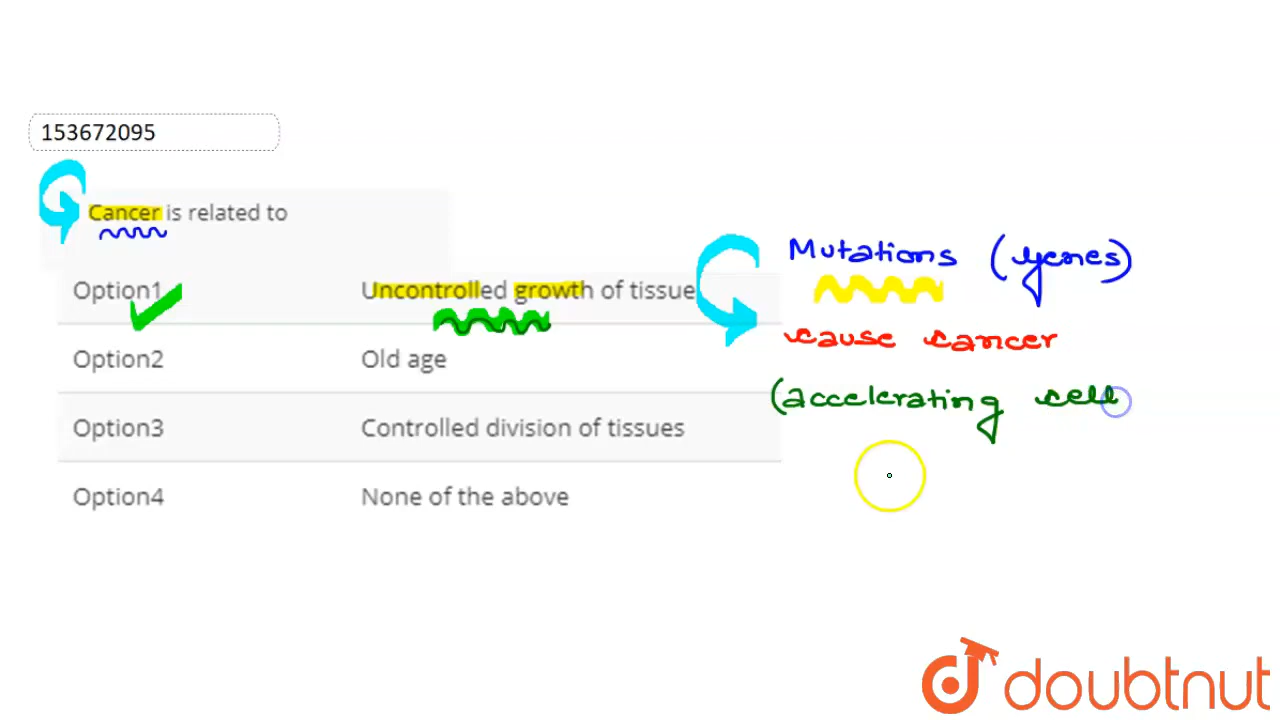 153672095
Cancer is related to
Option1 Uncontrolled growth of tissue
Option2 Old age
Option3 Controlled division of tissues
Option4 None of the above
Mutations (genes)
cause cancer
(accelerating cell
doubtnut